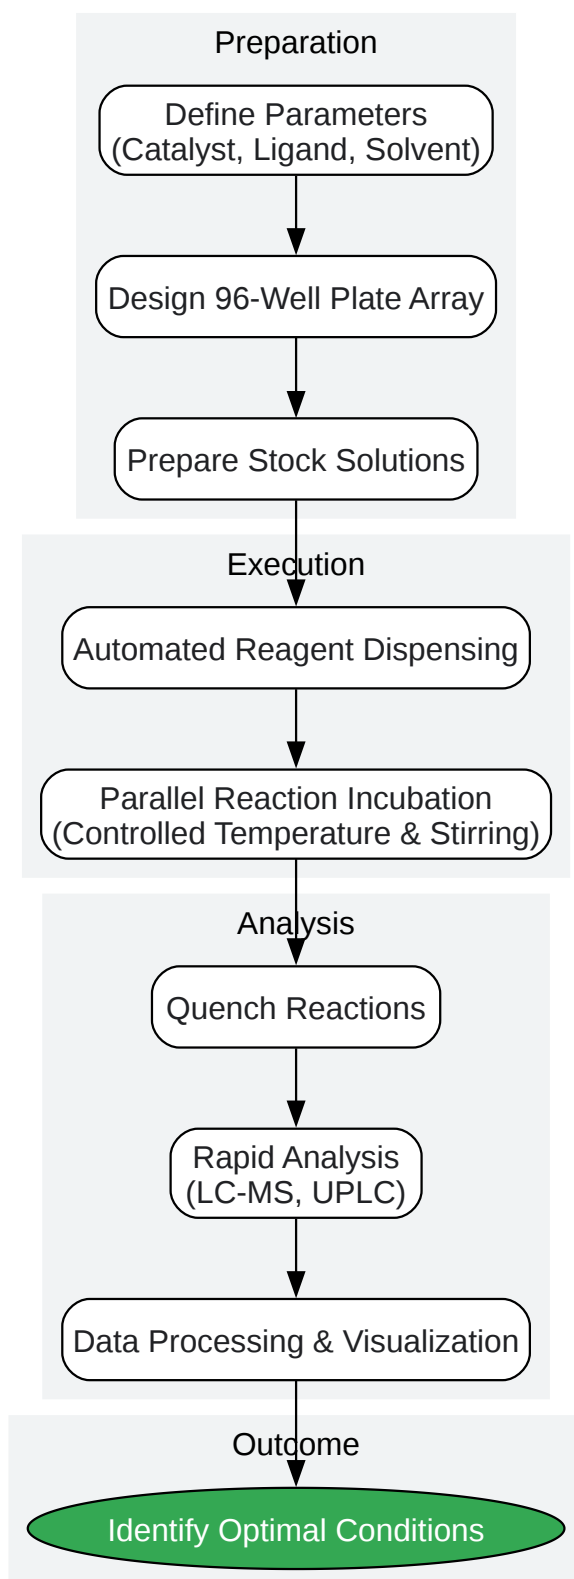 Preparation
Define Parameters
(Catalyst, Ligand, Solvent)
Design 96-Well Plate Array
Prepare Stock Solutions
Execution
Automated Reagent Dispensing
Parallel Reaction Incubation
(Controlled Temperature & Stirring)
Analysis
Quench Reactions
Rapid Analysis
(LC-MS, UPLC)
Data Processing & Visualization
Outcome
Identify Optimal Conditions